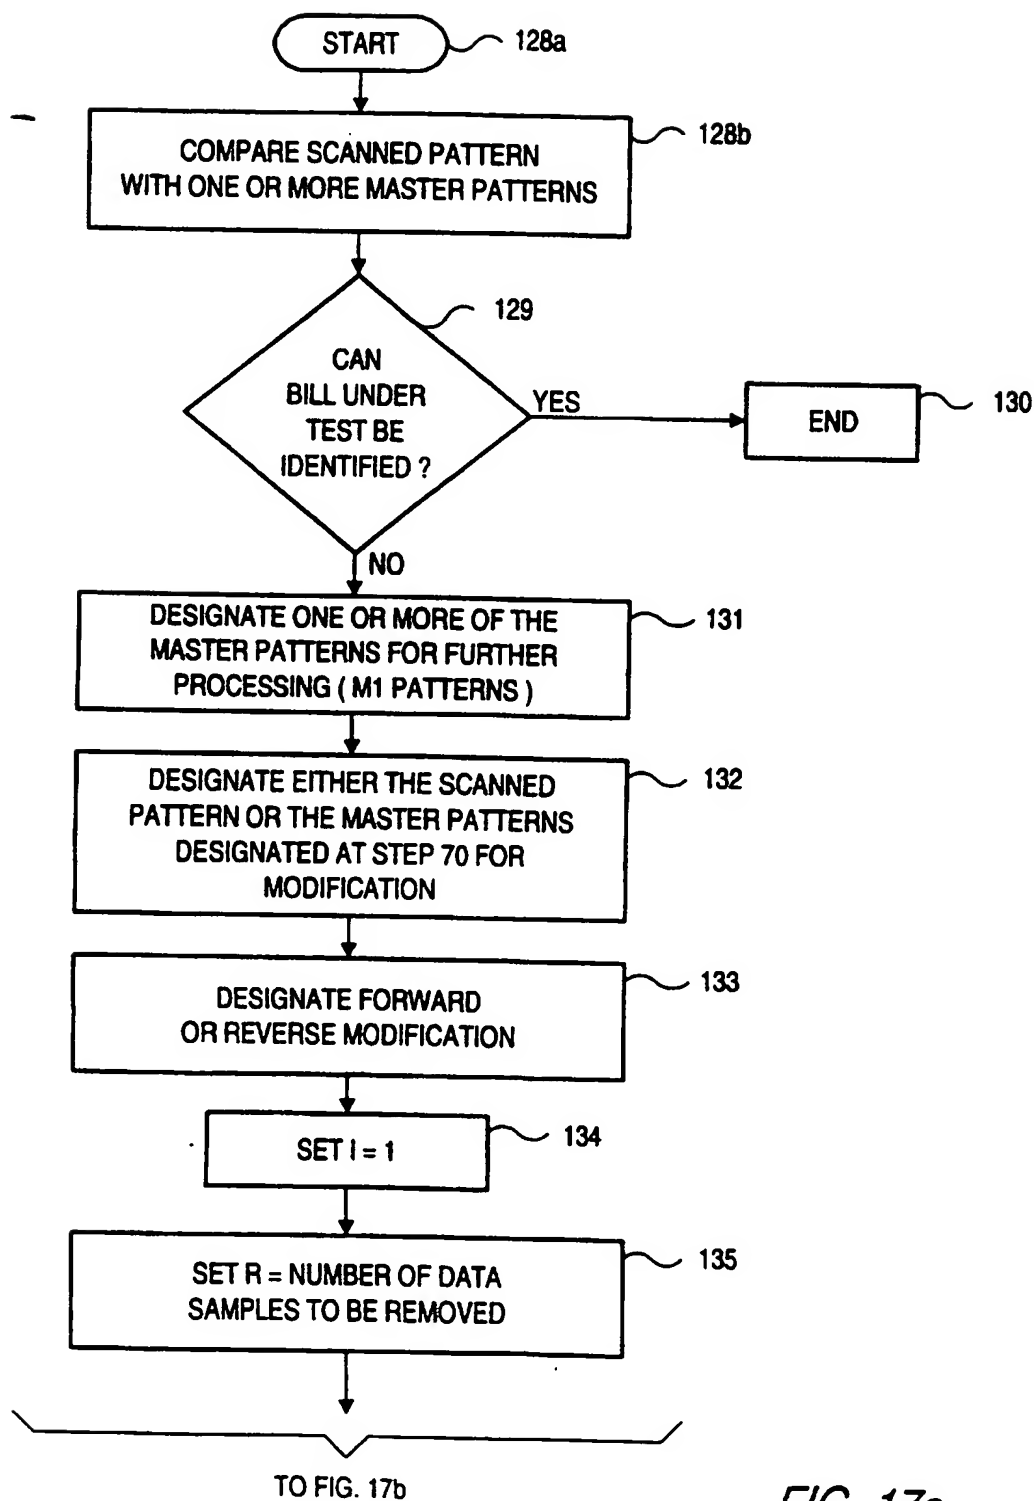 START
128a
COMPARE SCANNED PATTERN
WITH ONE OR MORE MASTER PATTERNS
128b
129
CAN
BILL UNDER
TEST BE
IDENTIFIED ?
YES
END
130
NO
DESIGNATE ONE OR MORE OF THE
MASTER PATTERNS FOR FURTHER
PROCESSING ( M1 PATTERNS )
131
DESIGNATE EITHER THE SCANNED
PATTERN OR THE MASTER PATTERNS
DESIGNATED AT STEP 70 FOR
MODIFICATION
132
DESIGNATE FORWARD
OR REVERSE MODIFICATION
133
SET I = 1
134
SET R = NUMBER OF DATA
SAMPLES TO BE REMOVED
135
TO FIG. 17b
FIG. 17a